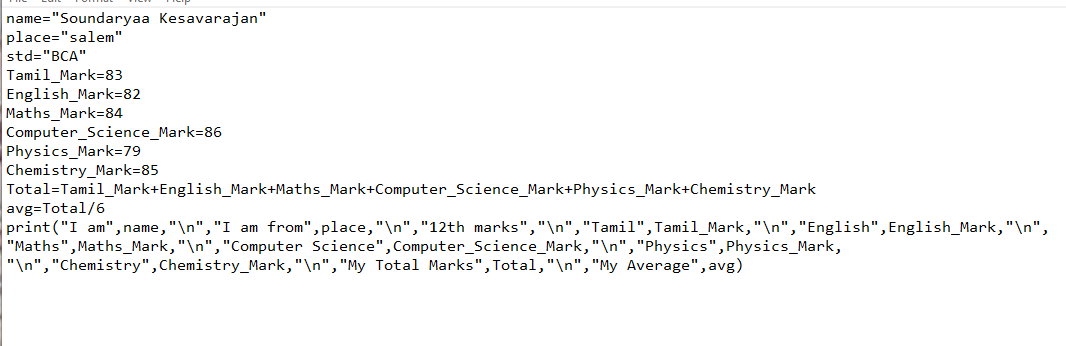 File Edit Format View Help
name="Soundaryaa Kesavarajan"
place="salem"
std="BCA"
Tamil_Mark=83
English_Mark=82
Maths_Mark=84
Computer_Science_Mark=86
Physics_Mark=79
Chemistry_Mark=85
Total=Tamil_Mark+English_Mark+Maths_Mark+Computer_Science_Mark+Physics_Mark+Chemistry_Mark
avg=Total/6
print("I am",name,"\n","I am from",place,"\n","12th marks","\n","Tamil",Tamil_Mark,"\n","English",English_Mark,"\n",
"Maths",Maths_Mark,"\n","Computer Science",Computer_Science_Mark,"\n","Physics",Physics_Mark,
"\n","Chemistry",Chemistry_Mark,"\n","My Total Marks",Total,"\n","My Average",avg)